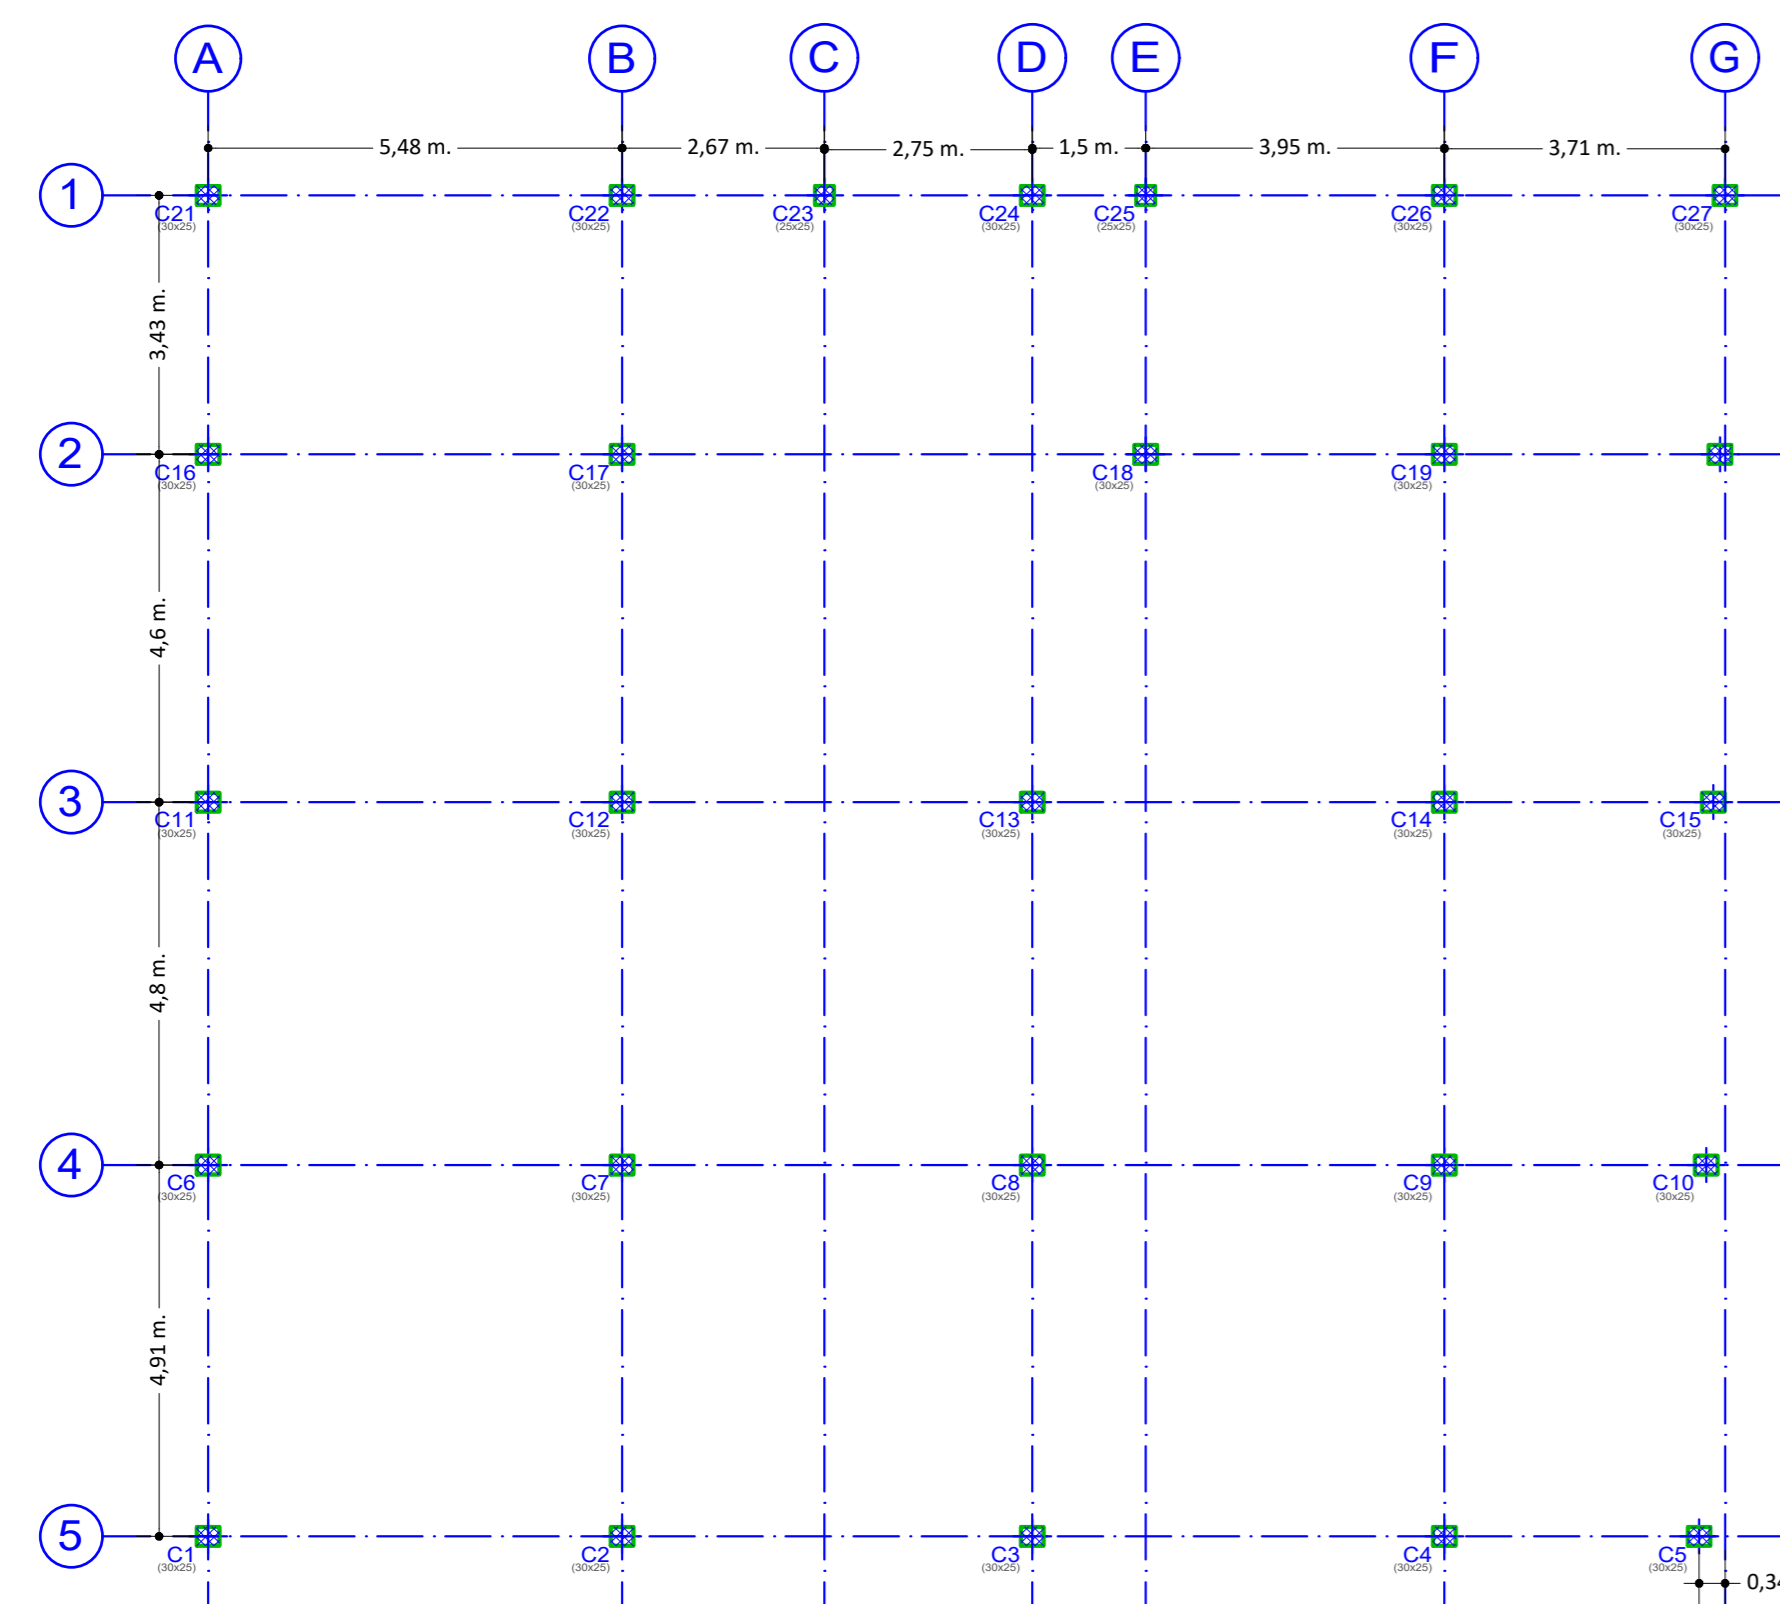 A B C D E F G
5,48 m. 2,67 m. 2,75 m. 1,5 m. 3,95 m. 3,71 m.
1
C21 C22 C23 C24 C25 C26 C27
(30x25) (30x25) (25x25) (30x25) (25x25) (30x25) (30x25)
3,43 m.
2
C16 C17 C18 C19
(30x25) (30x25) (30x25) (30x25)
4,6 m.
3
C11 C12 C13 C14 C15
(30x25) (30x25) (30x25) (30x25) (30x25)
4,8 m.
4
C6 C7 C8 C9 C10
(30x25) (30x25) (30x25) (30x25) (30x25)
4,91 m.
5
C1 C2 C3 C4 C5
(30x25) (30x25) (30x25) (30x25) (30x25)
0,34